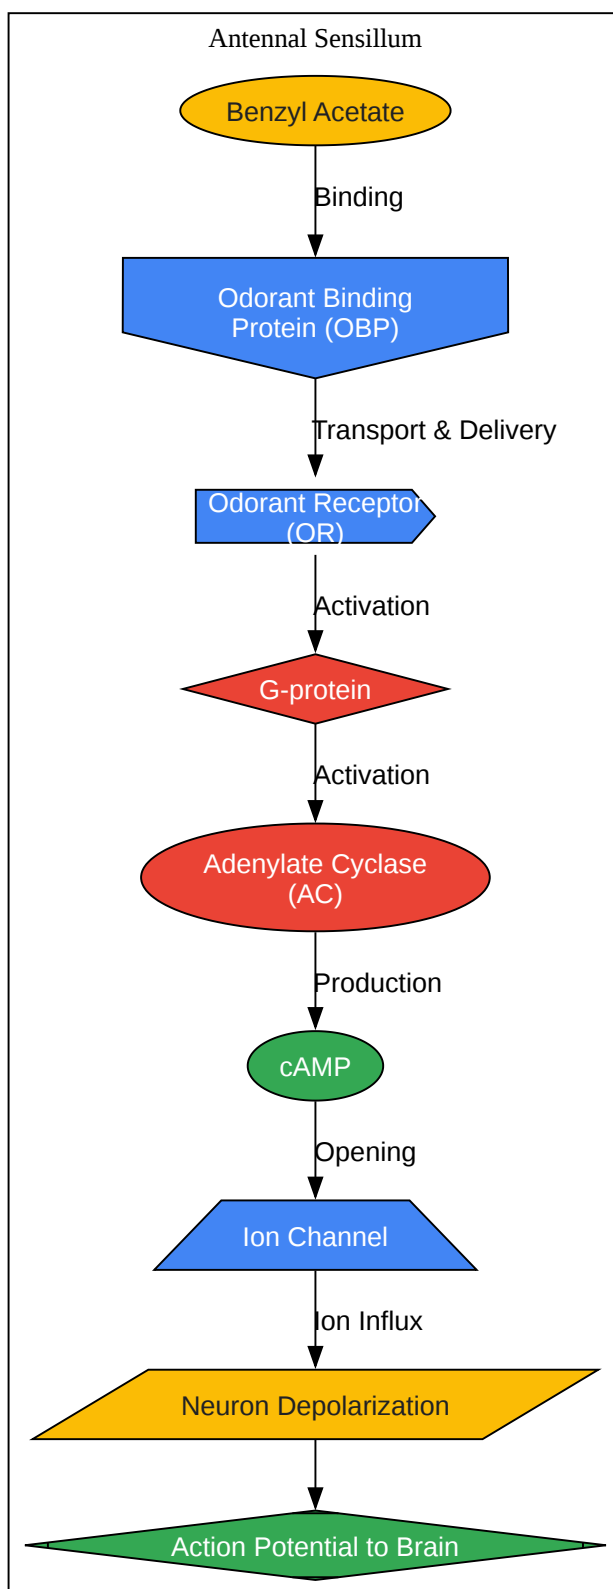 Antennal Sensillum
Benzyl Acetate
Binding
Odorant Binding
Protein (OBP)
Transport & Delivery
Odorant Receptor
(OR)
Activation
G-protein
Activation
Adenylate Cyclase
(AC)
Production
cAMP
Opening
Ion Channel
Ion Influx
Neuron Depolarization
Action Potential to Brain